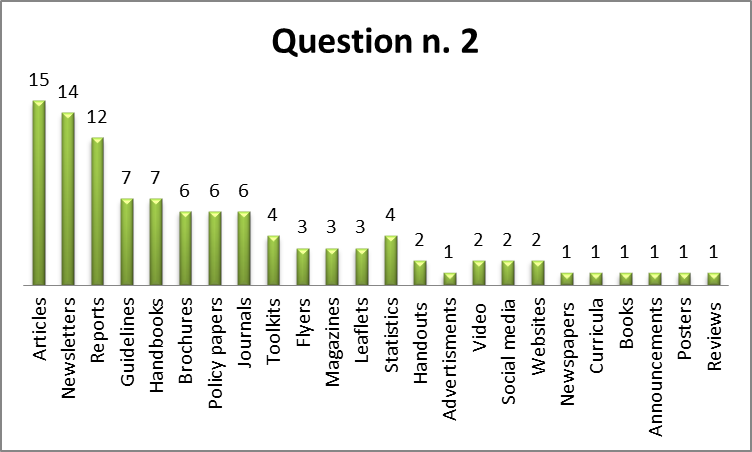 Question n. 2
15
14
12
7
7
6
6
6
4
3
3
3
4
2
1
2
2
2
1
1
1
1
1
1
Articles
Newsletters
Reports
Guidelines
Handbooks
Brochures
Policy papers
Journals
Toolkits
Flyers
Magazines
Leaflets
Statistics
Handouts
Advertisments
Video
Social media
Websites
Newspapers
Curricula
Books
Announcements
Posters
Reviews